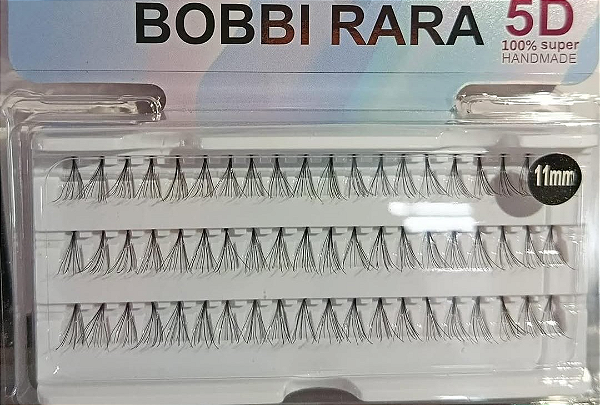 BOBBI RARA
5D
100% super
HANDMADE
11mm